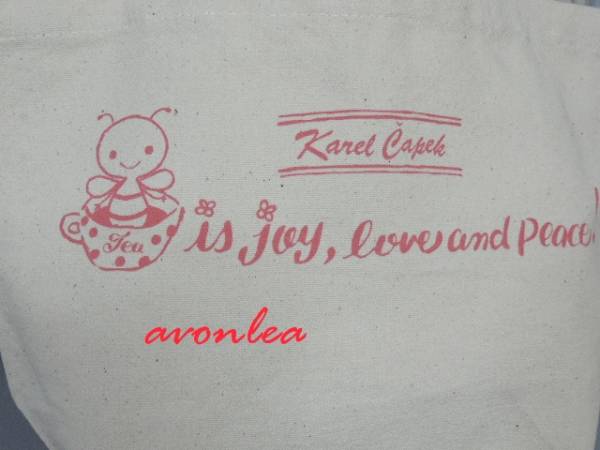 Karel Čapek
Tea is joy, love and peace!
avonlea